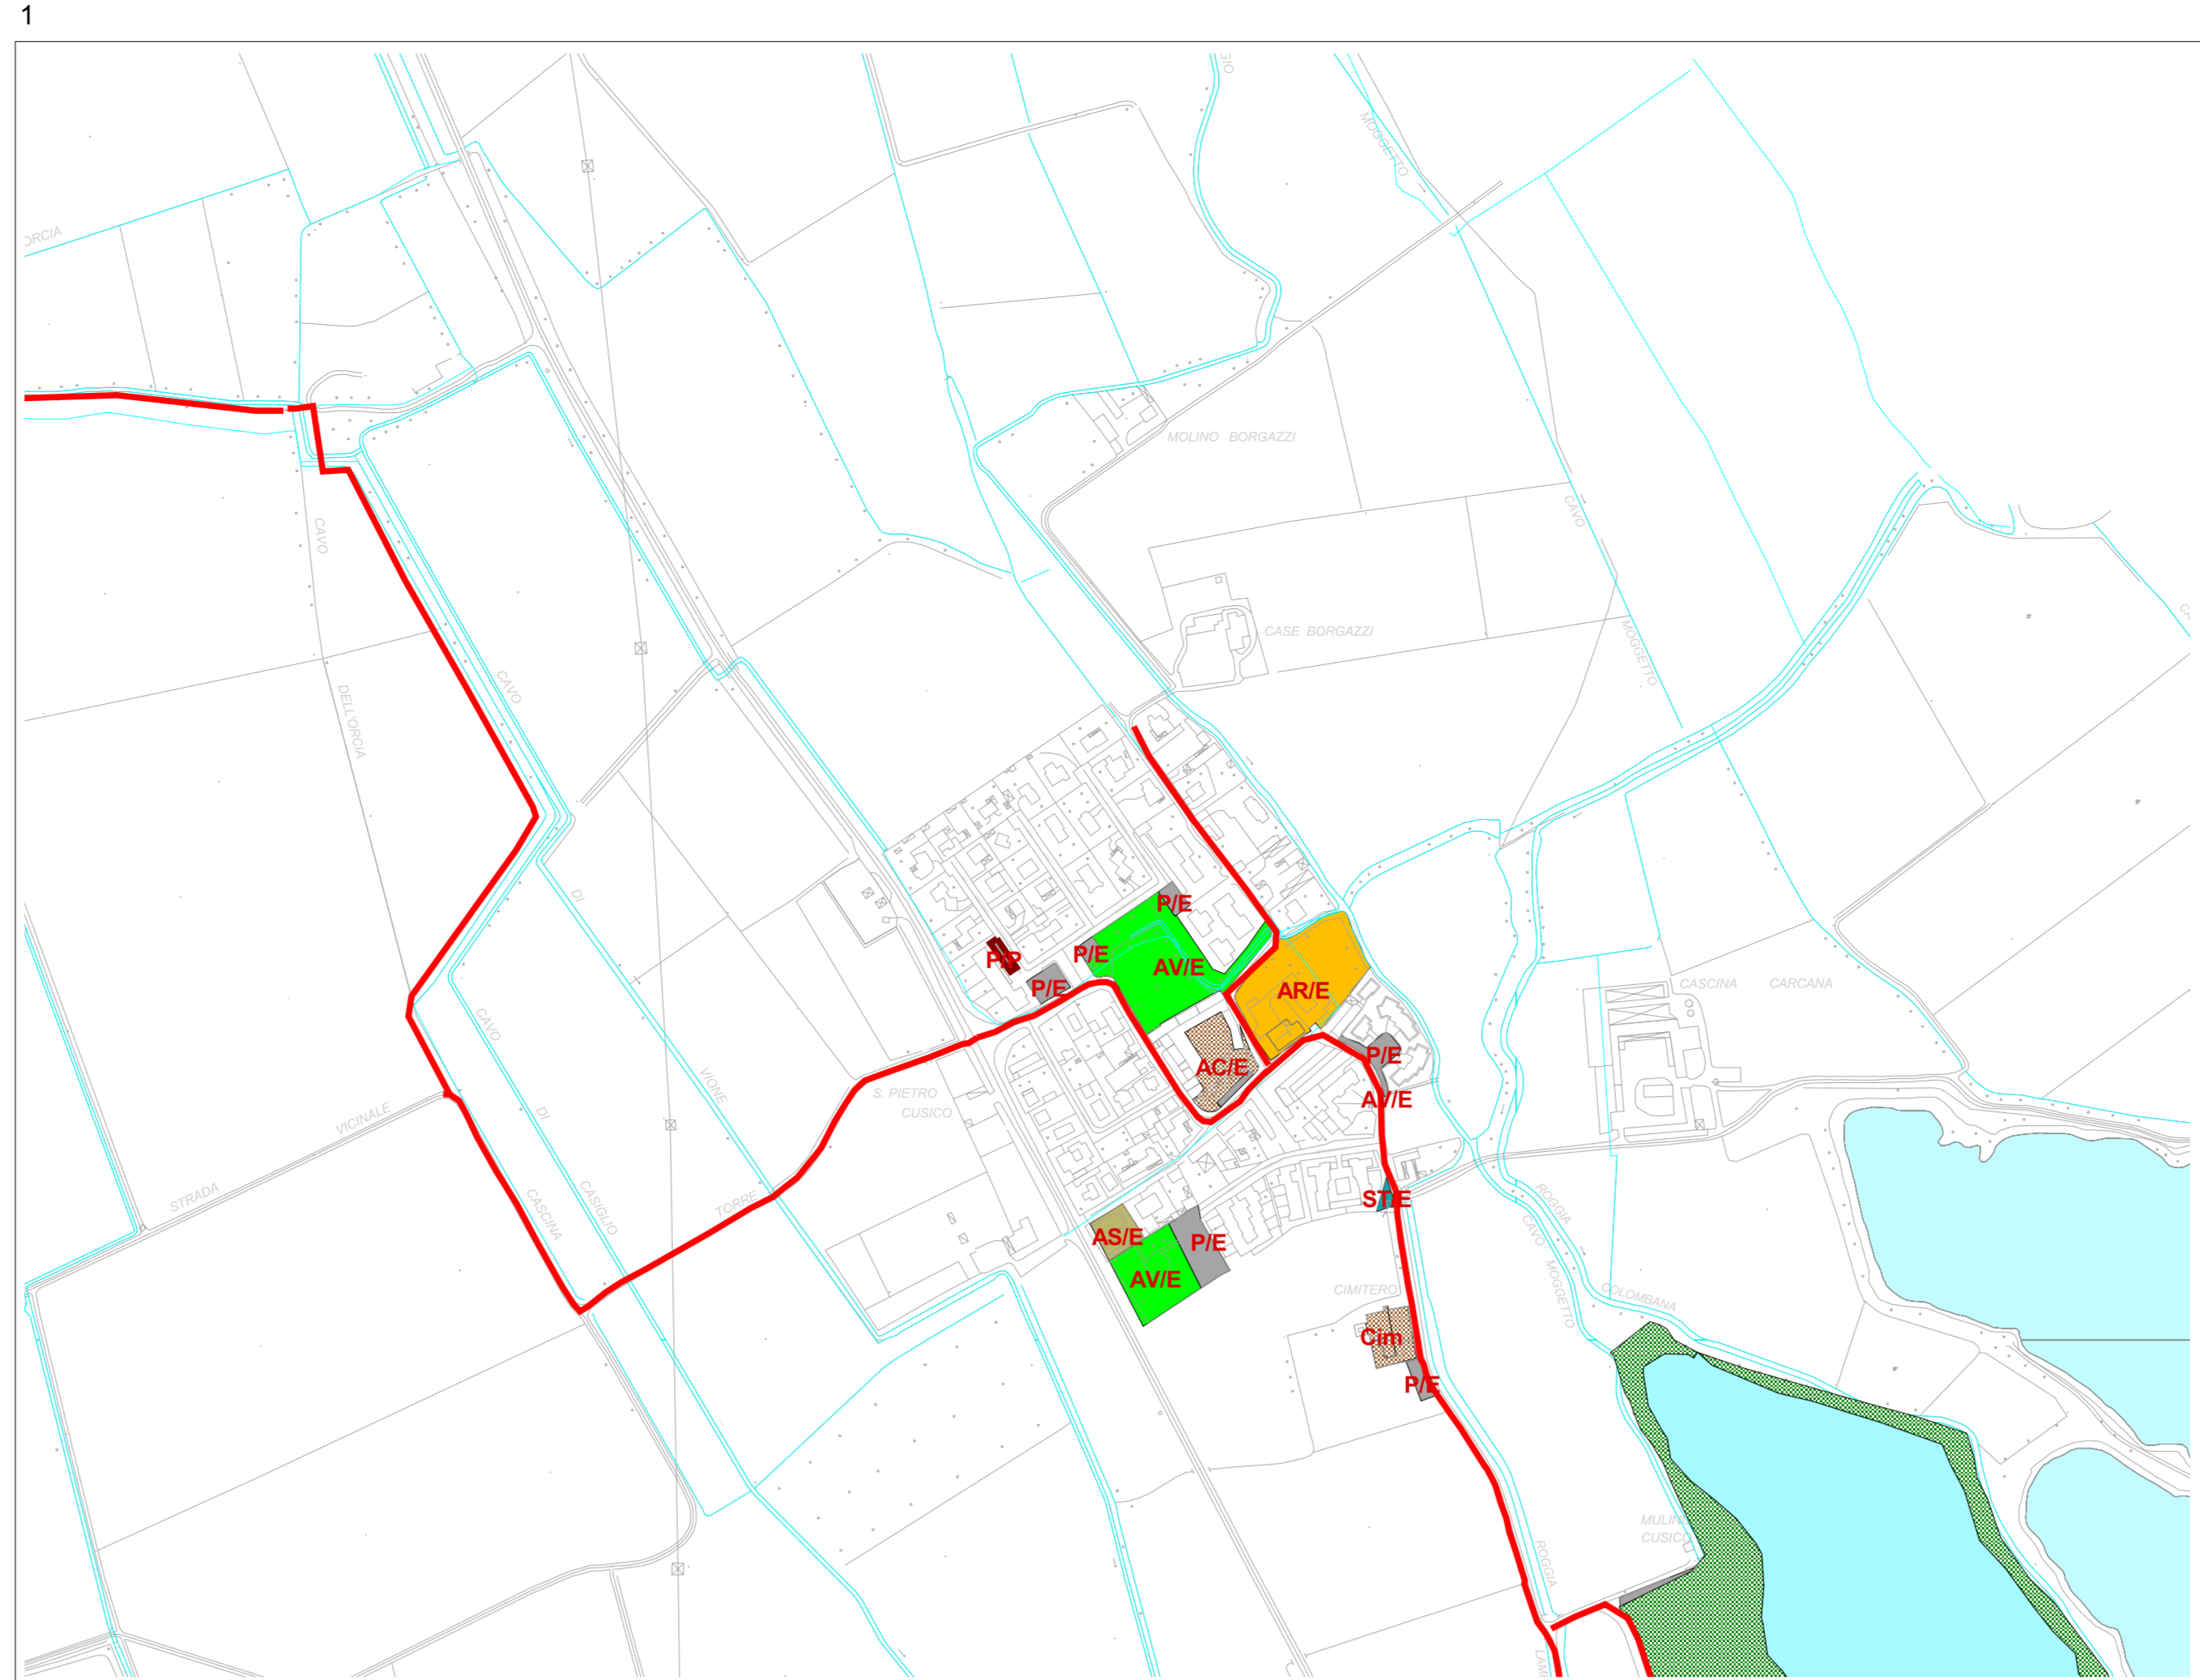 1
GIO
MOGGETTO
ORCIA
MOLINO BORGAZZI
CAVO
CAVO
CASE BORGAZZI
MOGGETTO
CAVO
DELL'ORCIA
P/E
DI
P/P
P/E
AV/E
P/E
AR/E
CASCINA CARCANA
CAVO
P/E
AC/E
VIONE
S. PIETRO
CUSICO
AV/E
DI
VICINALE
STRADA
TORRE
CASCINA
CASIGLIO
ST/E
ROGGIA
CAVO
AS/E
P/E
AV/E
MOGGETTO
CIMITERO
COLOMBANA
Cim
P/E
MULINO
CUSICO
ROGGIA